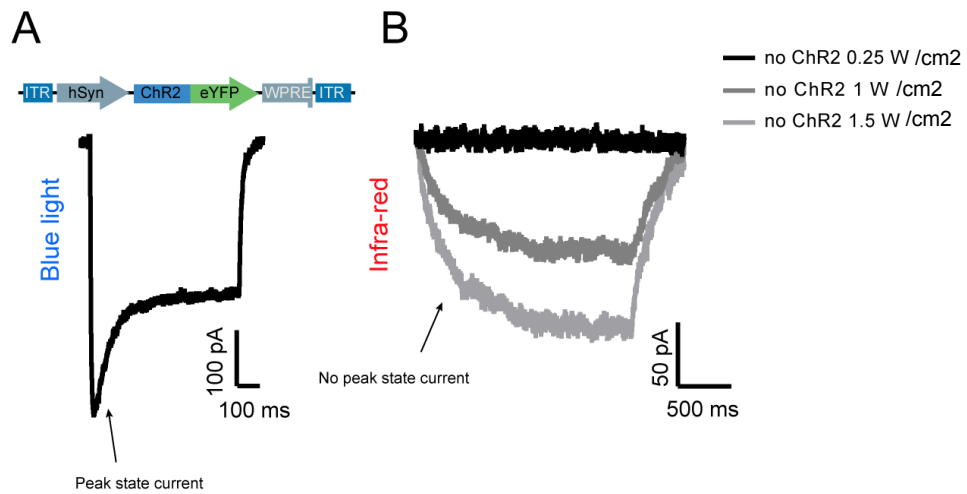 A
ITR hSyn ChR2 eYFP WPRE ITR
Blue light
100 pA
100 ms
Peak state current
B
no ChR2 0.25 W /cm2
no ChR2 1 W /cm2
no ChR2 1.5 W /cm2
Infra-red
No peak state current
50 pA
500 ms